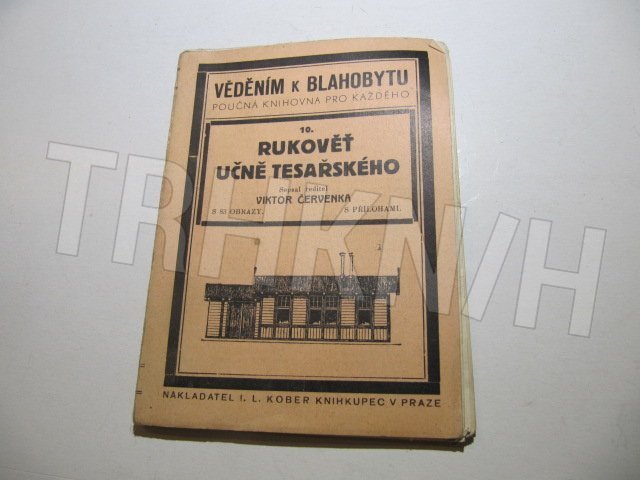 VĚDĚNÍM K BLAHOBYTU
POUČNÁ KNIHOVNA PRO KAŽDÉHO
10.
RUKOVĚŤ
UČNĚ TESAŘSKÉHO
Sepsal ředitel
VIKTOR ČERVENKA
S 83 OBRAZY. S PŘÍLOHAMI.
NAKLADATEL I. L. KOBER KNIHKUPEC V PRAZE
TRHKNIH